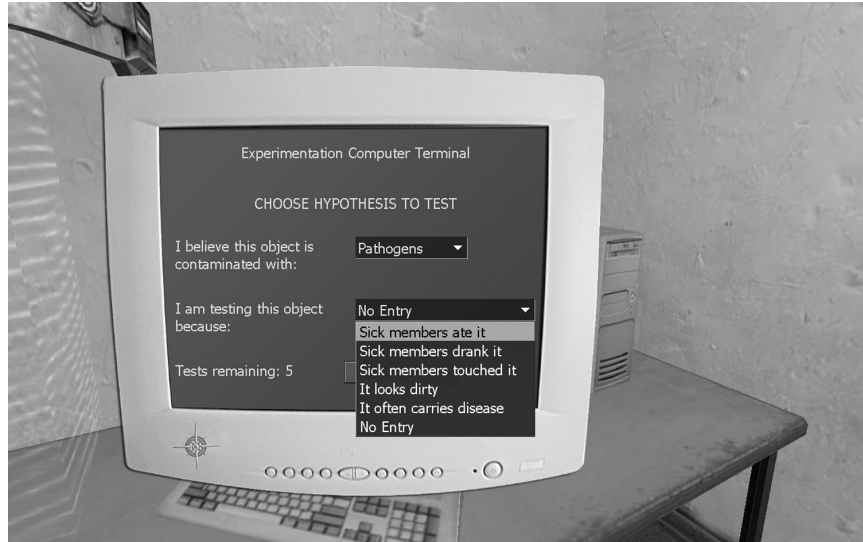 Experimentation Computer Terminal
CHOOSE HYPOTHESIS TO TEST
I believe this object is
contaminated with:
Pathogens
I am testing this object
because:
No Entry
Sick members ate it
Sick members drank it
Sick members touched it
It looks dirty
It often carries disease
No Entry
Tests remaining: 5